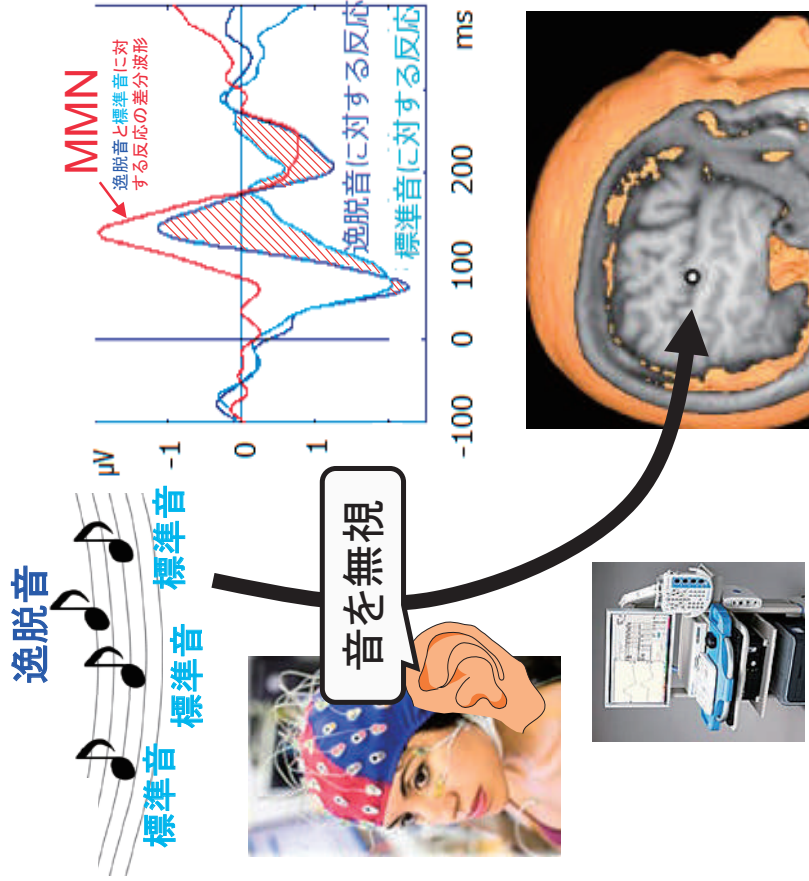 逸脱音
標準音
標準音
標準音
音を無視
MMN
逸脱音と標準音に対
する反応の差分波形
μV
-1
0
1
-100
0
100
200
ms
逸脱音に対する反応
標準音に対する反応